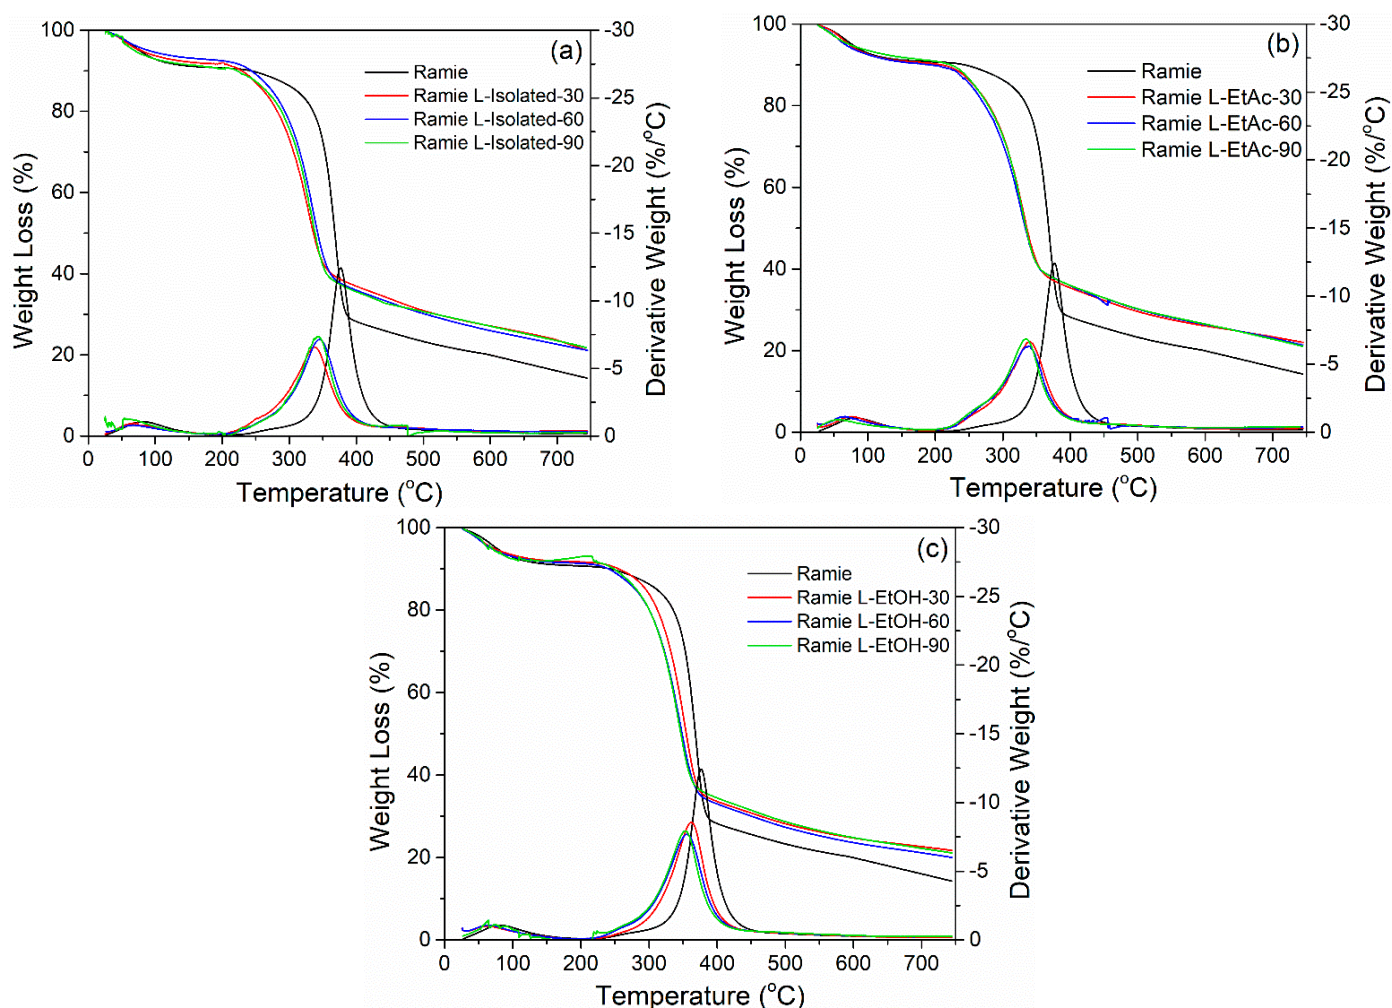 (a)
Ramie
Ramie L-Isolated-30
Ramie L-Isolated-60
Ramie L-Isolated-90
Weight Loss (%)
100
80
60
40
20
0
Derivative Weight (%/°C)
-30
-25
-20
-15
-10
-5
0
0 100 200 300 400 500 600 700
Temperature (°C)
(b)
Ramie
Ramie L-EtAc-30
Ramie L-EtAc-60
Ramie L-EtAc-90
Weight Loss (%)
100
80
60
40
20
0
Derivative Weight (%/°C)
-30
-25
-20
-15
-10
-5
0
0 100 200 300 400 500 600 700
Temperature (°C)
(c)
Ramie
Ramie L-EtOH-30
Ramie L-EtOH-60
Ramie L-EtOH-90
Weight Loss (%)
100
80
60
40
20
0
Derivative Weight (%/°C)
-30
-25
-20
-15
-10
-5
0
0 100 200 300 400 500 600 700
Temperature (°C)